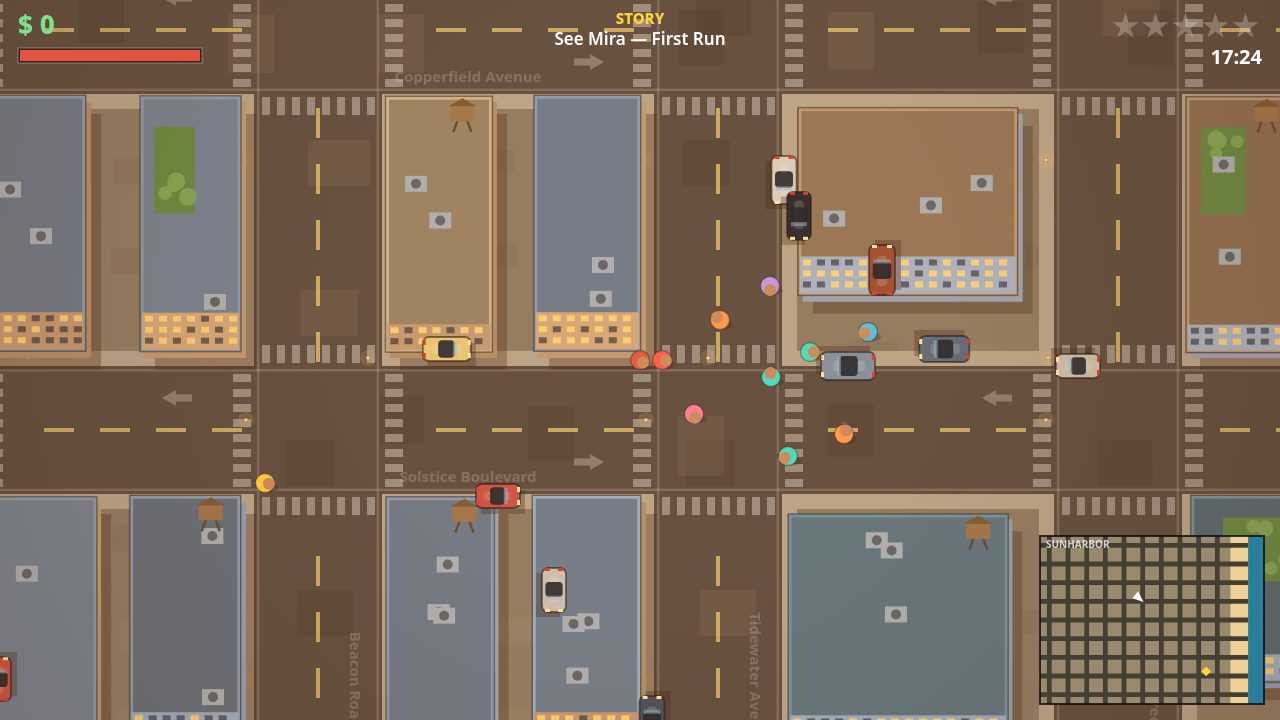 $ 0
STORY
See Mira — First Run
17:24
Copperfield Avenue
Solstice Boulevard
SUNHARBOR
Beacon Roa
Tidewater Ave